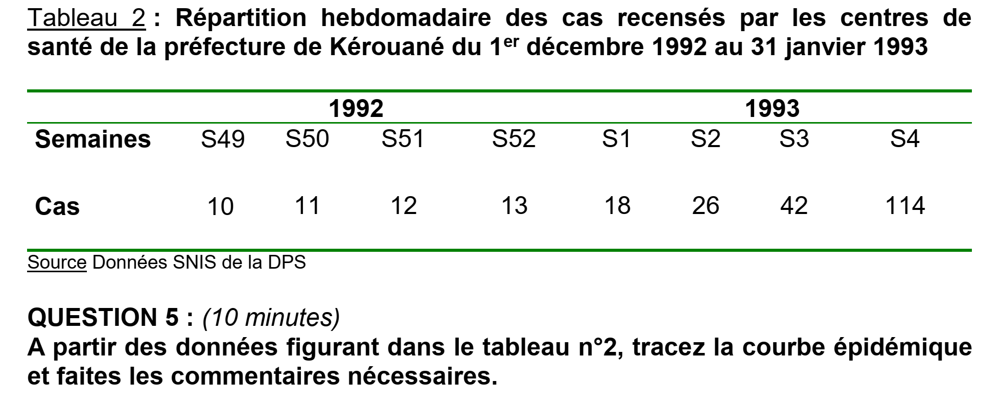 Tableau 2 : Répartition hebdomadaire des cas recensés par les centres de
santé de la préfecture de Kérouané du 1er décembre 1992 au 31 janvier 1993
1992 1993
Semaines S49 S50 S51 S52 S1 S2 S3 S4
Cas 10 11 12 13 18 26 42 114
Source Données SNIS de la DPS
QUESTION 5 : (10 minutes)
A partir des données figurant dans le tableau n°2, tracez la courbe épidémique
et faites les commentaires nécessaires.